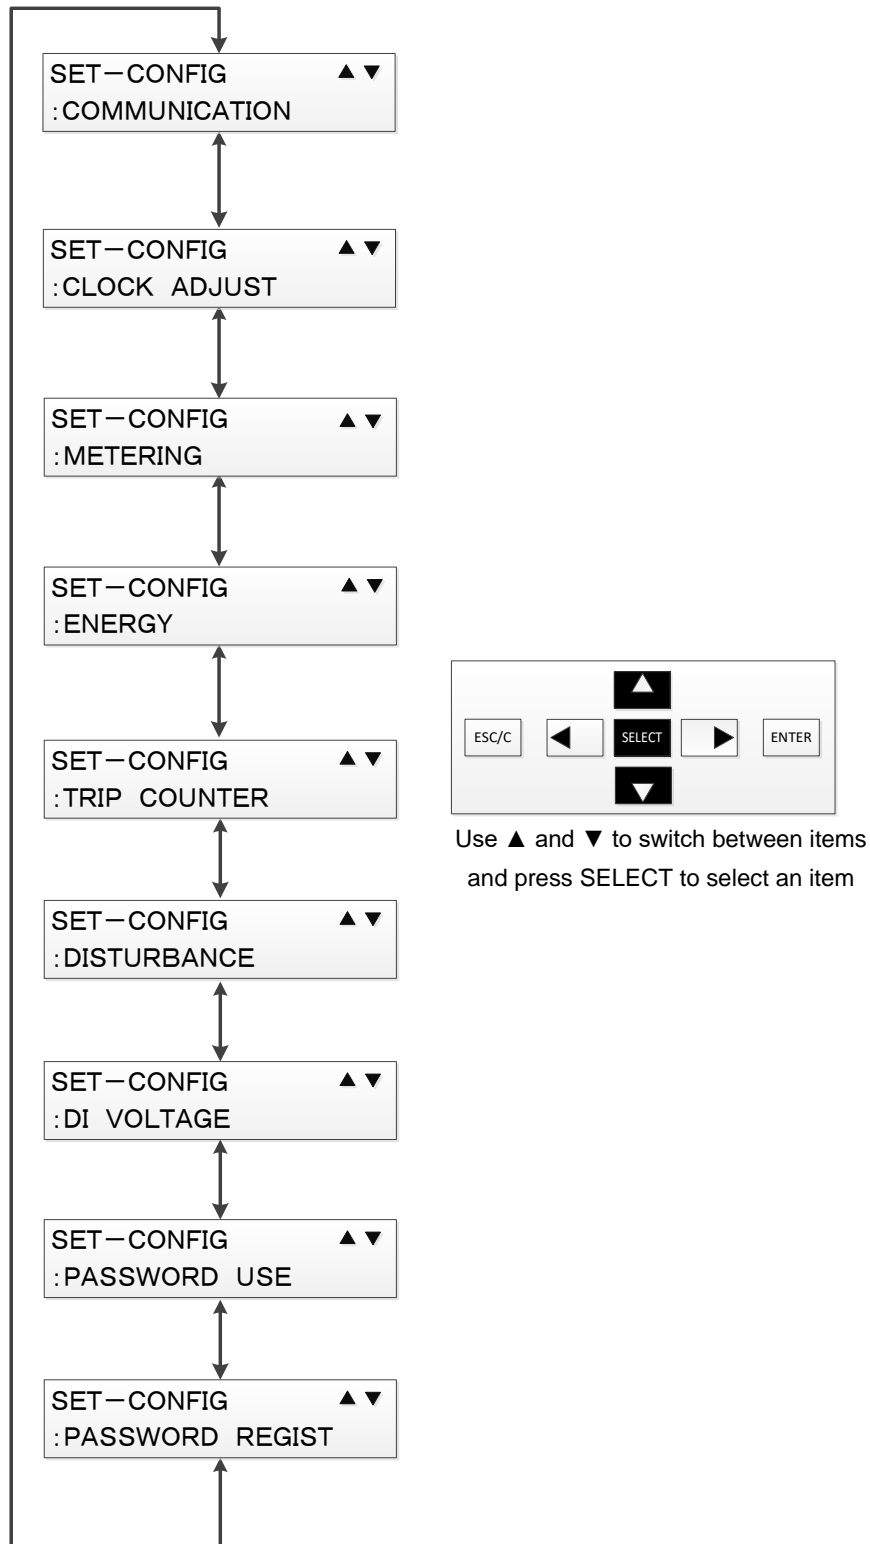 SET－CONFIG ▲ ▼
:COMMUNICATION
SET－CONFIG ▲ ▼
:CLOCK ADJUST
SET－CONFIG ▲ ▼
:METERING
SET－CONFIG ▲ ▼
:ENERGY
SET－CONFIG ▲ ▼
:TRIP COUNTER
SET－CONFIG ▲ ▼
:DISTURBANCE
SET－CONFIG ▲ ▼
:DI VOLTAGE
SET－CONFIG ▲ ▼
:PASSWORD USE
SET－CONFIG ▲ ▼
:PASSWORD REGIST
ESC/C
SELECT
ENTER
Use ▲ and ▼ to switch between items
and press SELECT to select an item